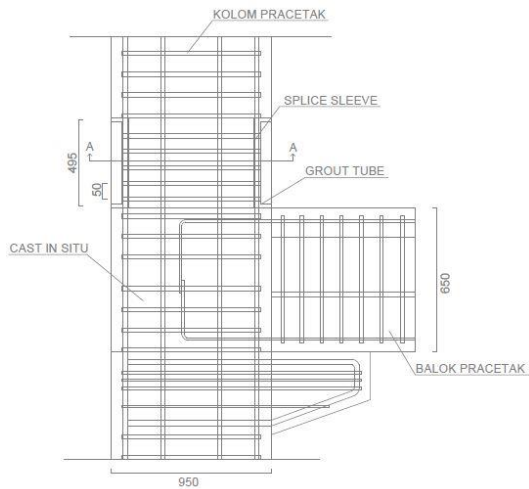 KOLOM PRACETAK
SPLICE SLEEVE
A
A
495
GROUT TUBE
50
CAST IN SITU
650
BALOK PRACETAK
950